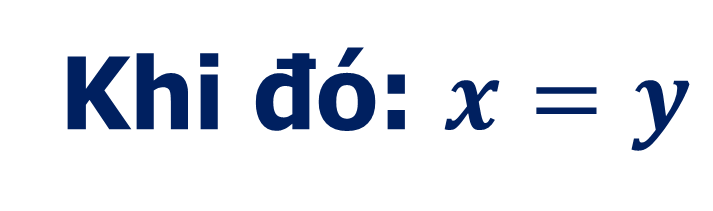 Khi đó: x = y